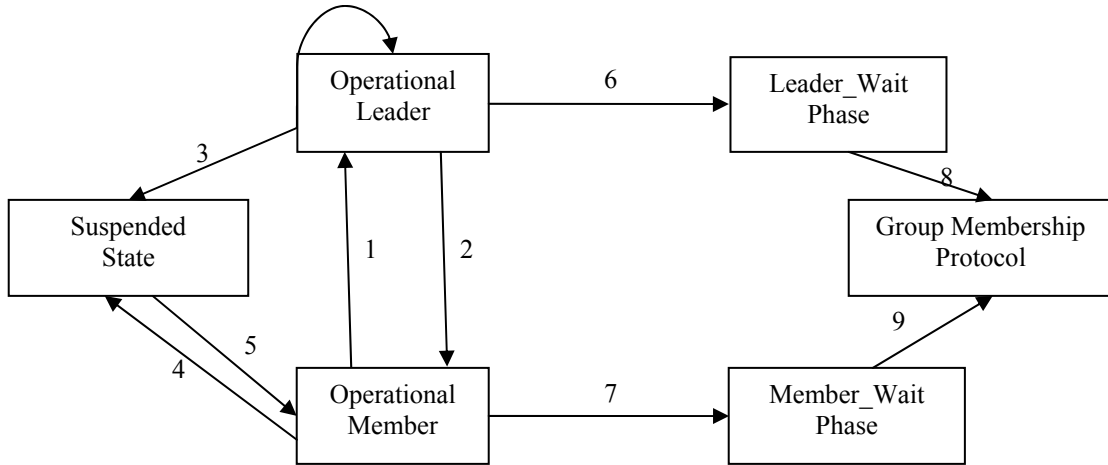 Operational
Leader
6
Leader_Wait
Phase
3
8
Suspended
State
1
2
Group Membership
Protocol
9
5
4
Operational
Member
7
Member_Wait
Phase